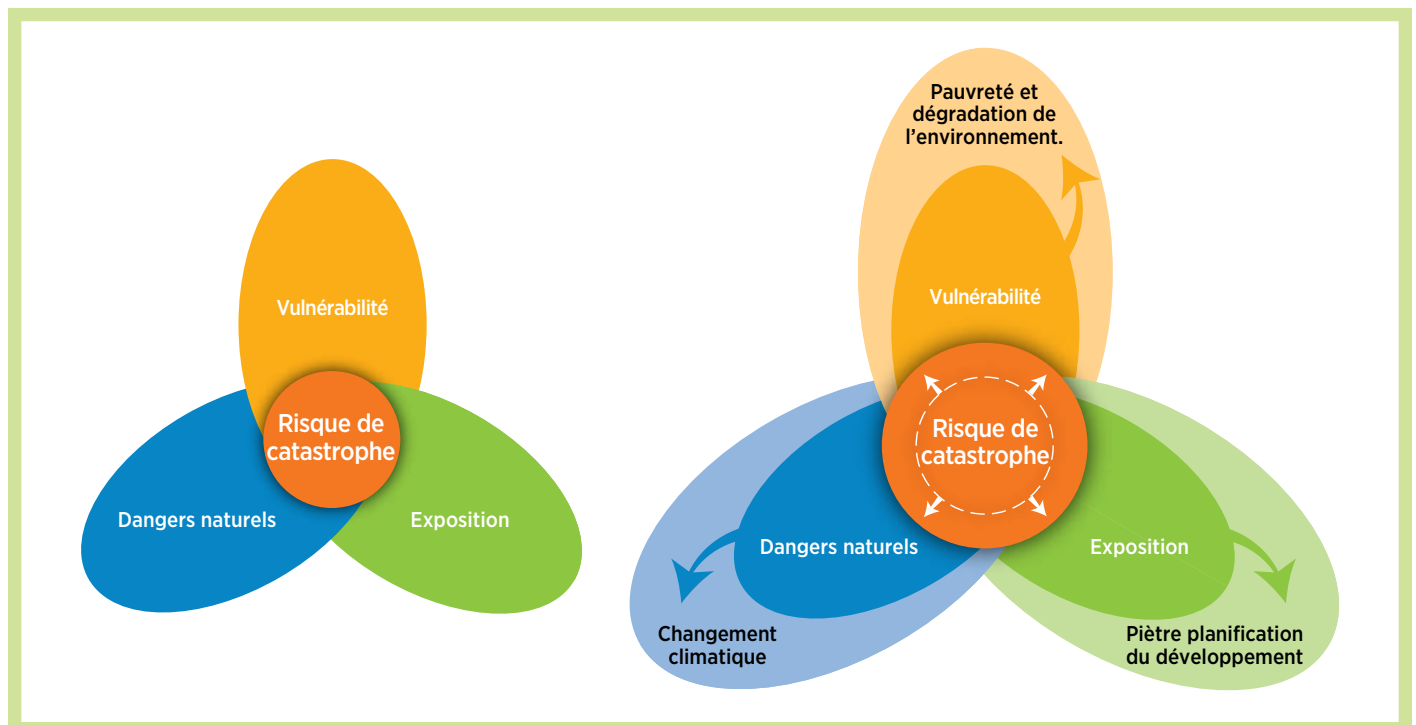 Vulnérabilité
Risque de
catastrophe
Dangers naturels
Exposition
Pauvreté et
dégradation de
l’environnement.
Vulnérabilité
Risque de
catastrophe
Dangers naturels
Exposition
Changement
climatique
Piètre planification
du développement